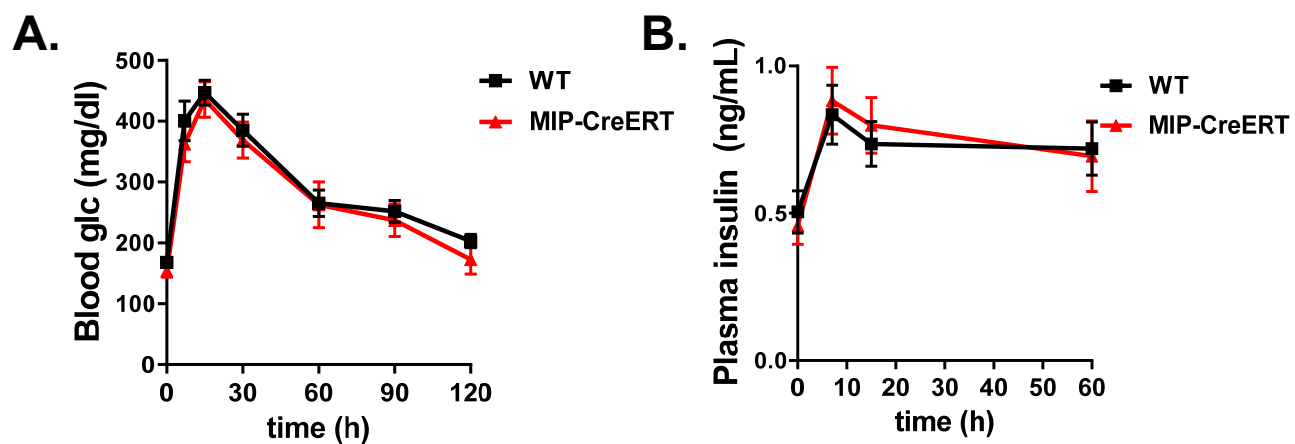 A.
Blood glc (mg/dl)
500
400
300
200
100
0
0 30 60 90 120
time (h)
WT
MIP-CreERT
B.
Plasma insulin (ng/mL)
1.0
0.5
0.0
0 10 20 30 40 50 60
time (h)
WT
MIP-CreERT